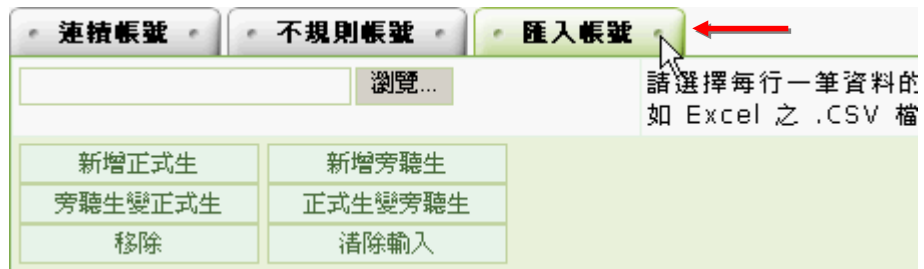 連續帳號 不規則帳號 匯入帳號
瀏覽... 請選擇每行一筆資料的
如 Excel 之 .CSV 檔
新增正式生 新增旁聽生
旁聽生變正式生 正式生變旁聽生
移除 清除輸入